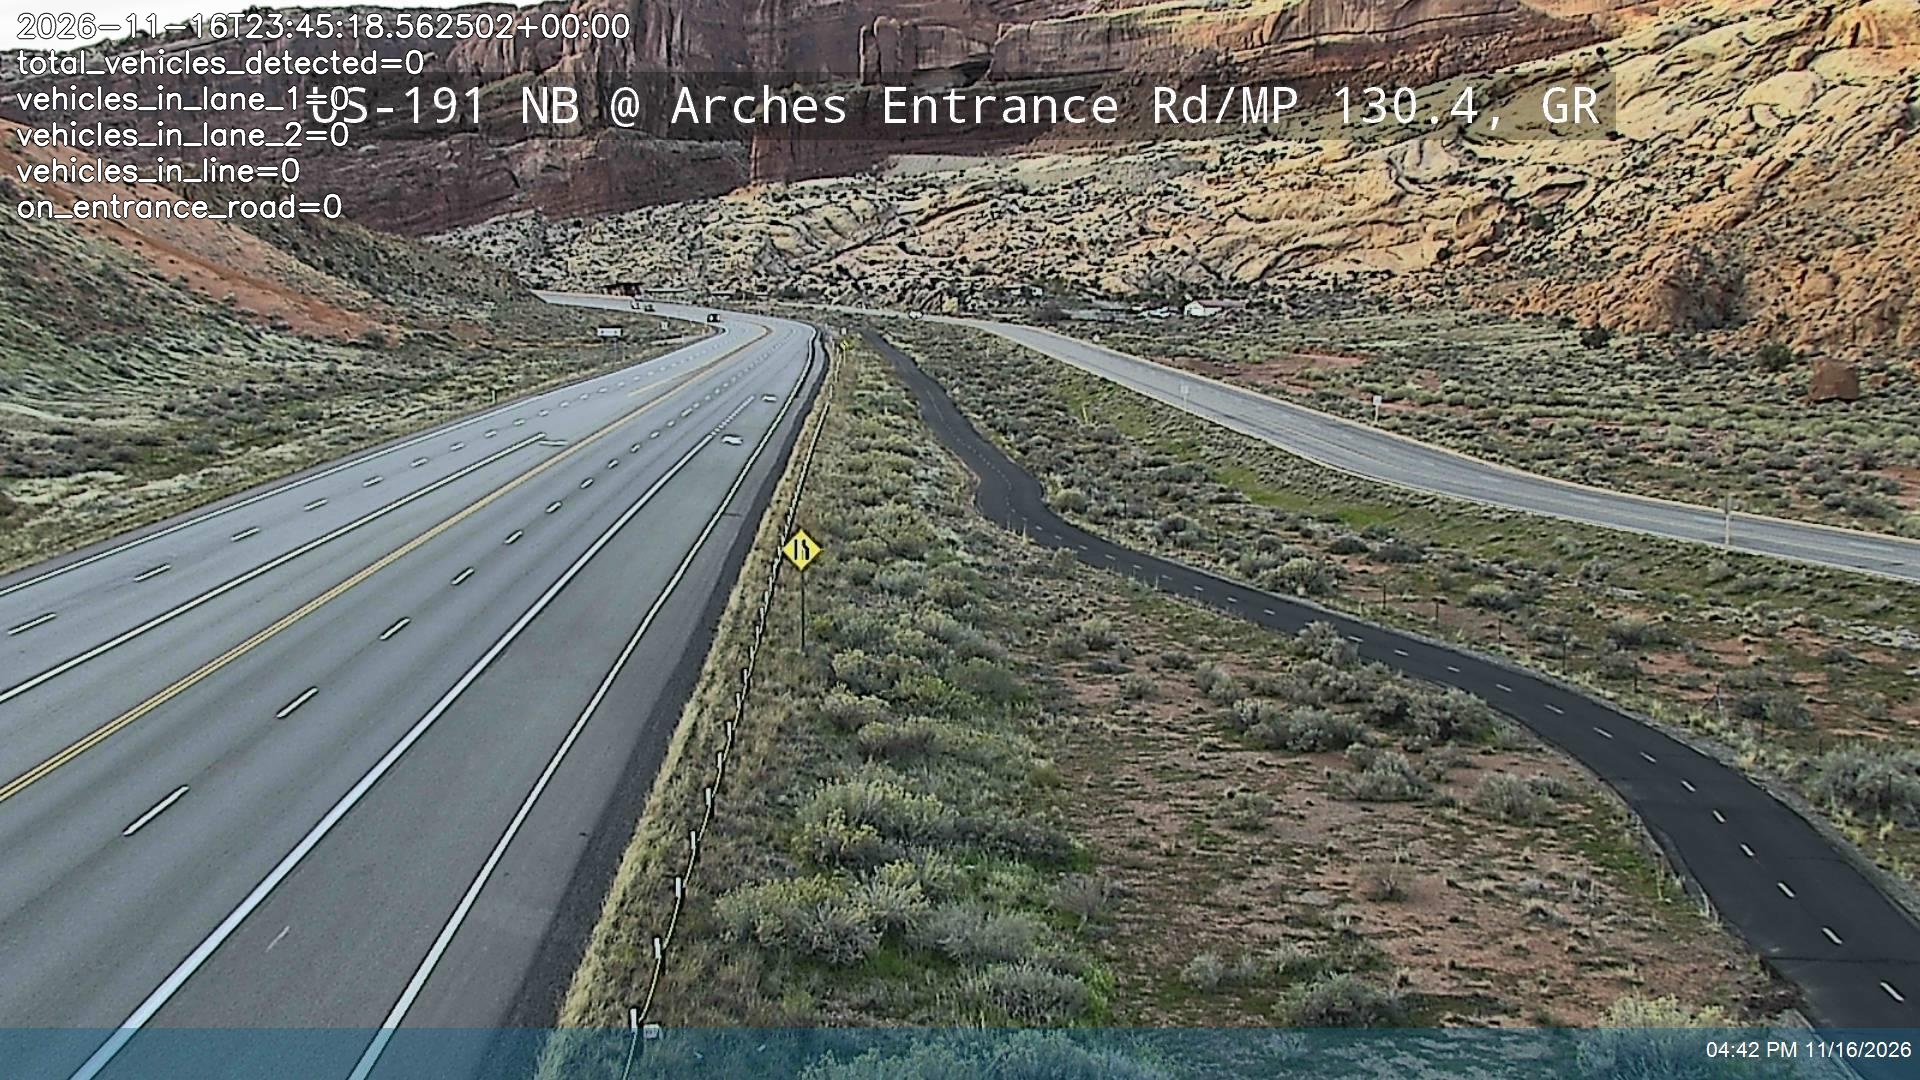 2026-11-16T23:45:18.562502+00:00
total_vehicles_detected=0
vehicles_in_lane_1=0
US-191 NB @ Arches Entrance Rd/MP 130.4, GR
vehicles_in_lane_2=0
vehicles_in_line=0
on_entrance_road=0
04:42 PM 11/16/2026